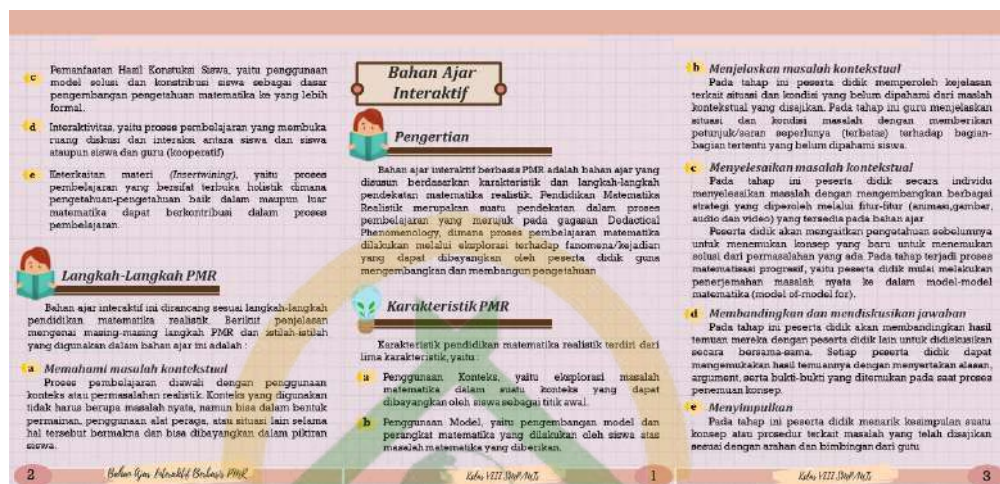 c Pemanfaatan Hasil Konstuksi Siswa, yaitu penggunaan
model solusi dan konstribusi siswa sebagai dasar
pengembangan pengetahuan matematika ke yang lebih
formal.
d Interaktivitas, yaitu proses pembelajaran yang membuka
ruang diskusi dan interaksi antara siswa dan siswa
ataupun siswa dan guru (kooperatif)
e Keterkaitan materi (Insertwining), yaitu proses
pembelajaran yang bersifat terbuka holistik dimana
pengetahuan-pengetahuan baik dalam maupun luar
matematika dapat berkontribusi dalam proses
pembelajaran.
Langkah-Langkah PMR
Bahan ajar interaktif ini dirancang sesuai langkah-langkah
pendidikan matematika realistik. Berikut penjelasan
mengenai masing-masing langkah PMR dan istilah-istilah
yang digunakan dalam bahan ajar ini adalah :
a Memahami masalah kontekstual
Proses pembelajaran diawali dengan penggunaan
konteks atau permasalahan realistik. Konteks yang digunakan
tidak harus berupa masalah nyata, namun bisa dalam bentuk
permainan, penggunaan alat peraga, atau situasi lain selama
hal tersebut bermakna dan bisa dibayangkan dalam pikiran
siswa.
2 Bahan Ajar Interaktif Berbasis PMR
Bahan Ajar
Interaktif
Pengertian
Bahan ajar interaktif berbasis PMR adalah bahan ajar yang
disusun berdasarkan karakteristik dan langkah-langkah
pendekatan matematika realistik. Pendidikan Matematika
Realistik merupakan suatu pendekatan dalam proses
pembelajaran yang merujuk pada gagasan Dedactical
Phenomenology, dimana proses pembelajaran matematika
dilakukan melalui eksplorasi terhadap fanomena/kejadian
yang dapat dibayangkan oleh peserta didik guna
mengembangkan dan membangun pengetahuan
Karakteristik PMR
Karakteristik pendidikan matematika realistik terdiri dari
lima karakteristik, yaitu :
a Penggunaan Konteks, yaitu eksplorasi masalah
matematika dalam suatu konteks yang dapat
dibayangkan oleh siswa sebagai titik awal.
b Penggunaan Model, yaitu pengembangan model dan
perangkat matematika yang dilakukan oleh siswa atas
masalah matematika yang diberikan.
Kelas VIII SMP/MTs 1
b Menjelaskan masalah kontekstual
Pada tahap ini peserta didik memperoleh kejelasan
terkait situasi dan kondisi yang belum dipahami dari maslah
kontekstual yang disajikan. Pada tahap ini guru menjelaskan
situasi dan kondisi masalah dengan memberikan
petunjuk/saran seperlunya (terbatas) terhadap bagian-
bagian tertentu yang belum dipahami siswa.
c Menyelesaikan masalah kontekstual
Pada tahap ini peserta didik secara individu
menyelesaikan masalah dengan mengembangkan berbagai
strategi yang diperoleh melalui fitur-fitur (animasi,gambar,
audio dan video) yang tersedia pada bahan ajar
Peserta didik akan mengaitkan pengetahuan sebelumnya
untuk menemukan konsep yang baru untuk menemukan
solusi dari permasalahan yang ada. Pada tahap terjadi proses
matematisasi progresif, yaitu peserta didik mulai melakukan
penerjemahan masalah nyata ke dalam model-model
matematika (model of-model for).
d Membandingkan dan mendiskusikan jawaban
Pada tahap ini peserta didik akan membandingkan hasil
temuan mereka dengan peserta didik lain untuk didiskusikan
secara bersama-sama. Setiap peserta didik dapat
mengemukakan hasil temuannya dengan menyertakan alasan,
argument, serta bukti-bukti yang ditemukan pada saat proses
penemuan konsep.
e Menyimpulkan
Pada tahap ini peserta didik menarik kesimpulan suatu
konsep atau prosedur terkait masalah yang telah disajikan
sesuai dengan arahan dan bimbingan dari guru
Kelas VIII SMP/MTs 3